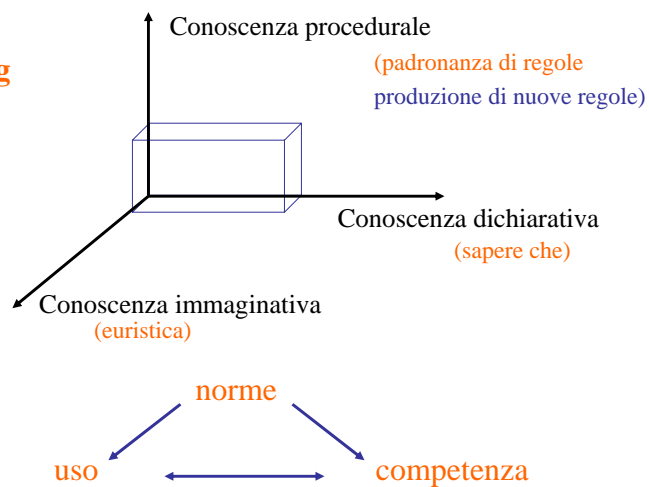 Conoscenza procedurale
(padronanza di regole
g
produzione di nuove regole)
Conoscenza dichiarativa
(sapere che)
Conoscenza immaginativa
(euristica)
norme
uso
competenza